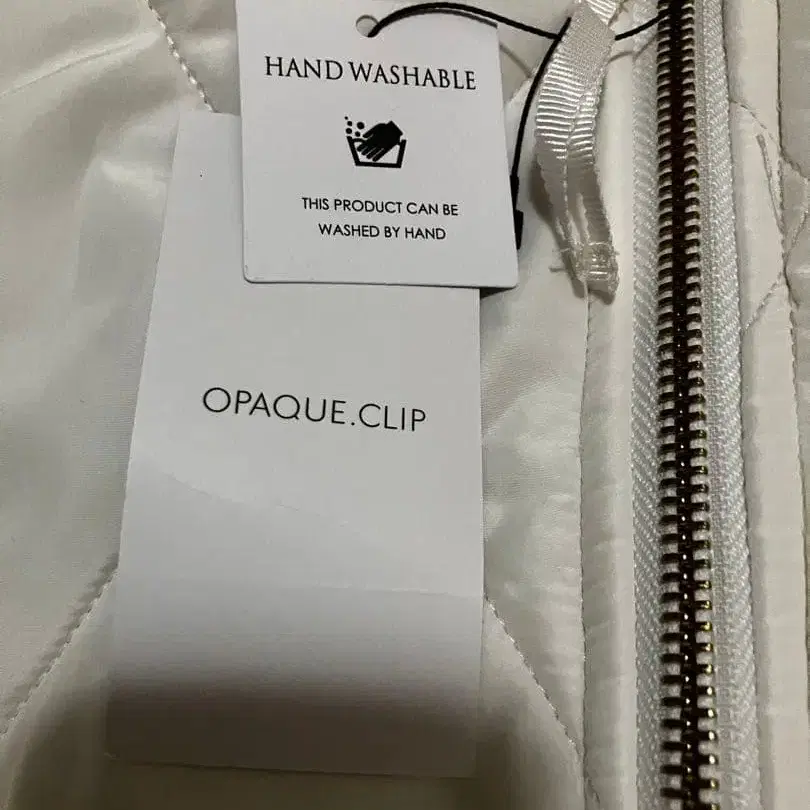 HAND WASHABLE
THIS PRODUCT CAN BE
WASHED BY HAND
OPAQUE.CLIP